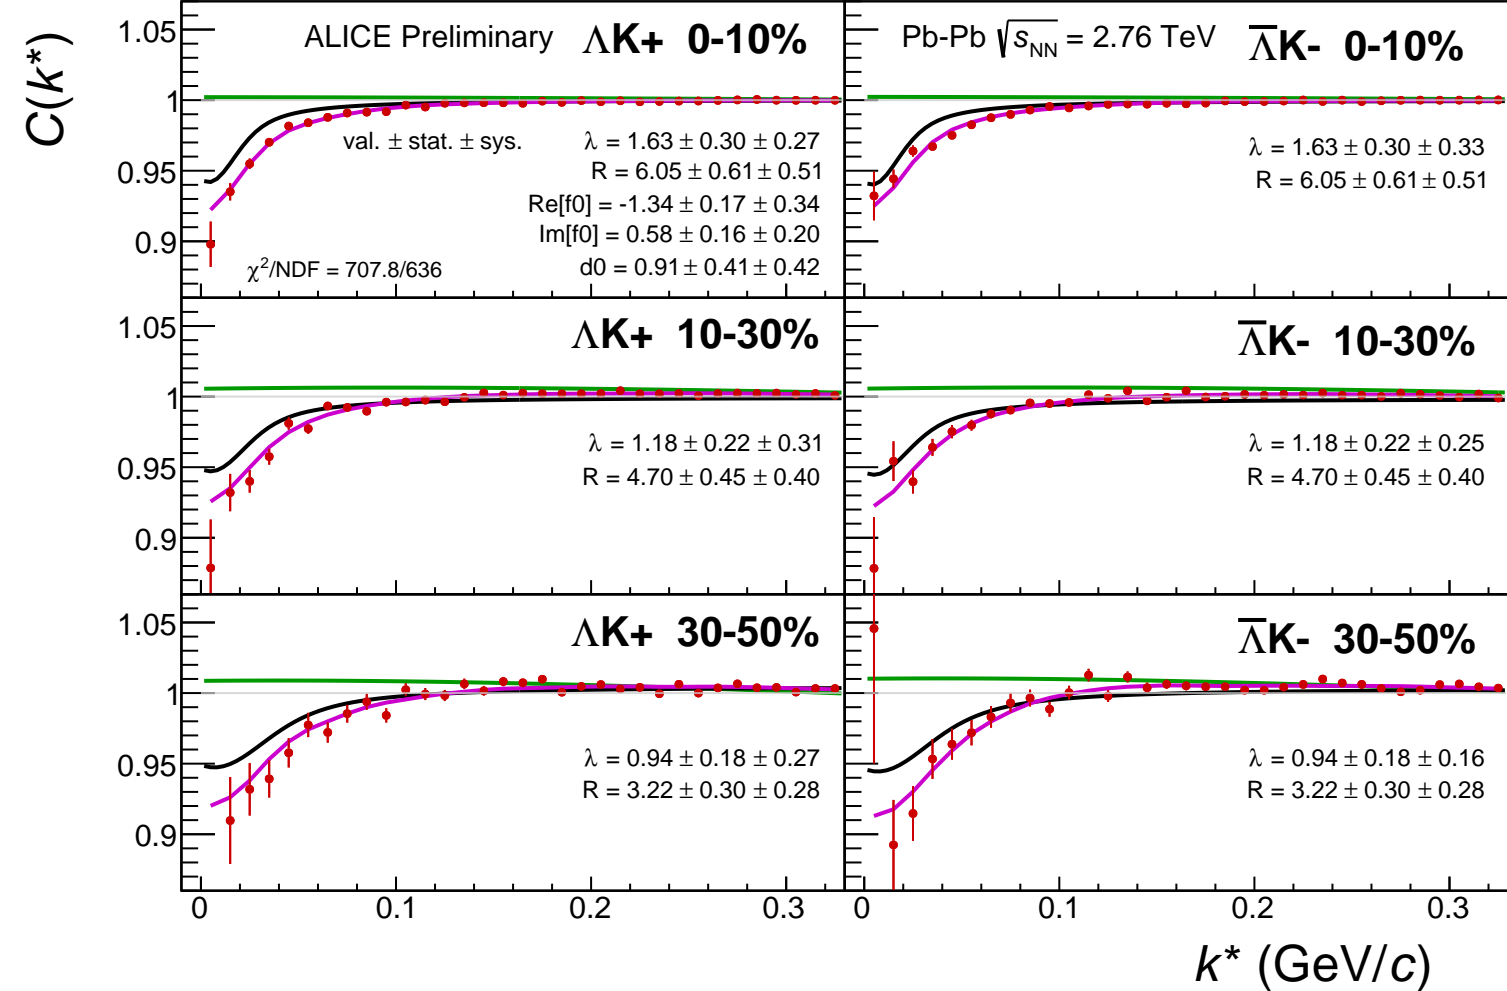 C(k*)
ALICE Preliminary ΛK+ 0-10%
1.05
1
0.95
0.9
val. ± stat. ± sys.
λ = 1.63 ± 0.30 ± 0.27
R = 6.05 ± 0.61 ± 0.51
Re[f0] = -1.34 ± 0.17 ± 0.34
Im[f0] = 0.58 ± 0.16 ± 0.20
d0 = 0.91 ± 0.41 ± 0.42
χ²/NDF = 707.8/636
Pb-Pb √s_NN = 2.76 TeV Λ̅K- 0-10%
λ = 1.63 ± 0.30 ± 0.33
R = 6.05 ± 0.61 ± 0.51
ΛK+ 10-30%
1.05
1
0.95
0.9
λ = 1.18 ± 0.22 ± 0.31
R = 4.70 ± 0.45 ± 0.40
Λ̅K- 10-30%
λ = 1.18 ± 0.22 ± 0.25
R = 4.70 ± 0.45 ± 0.40
ΛK+ 30-50%
1.05
1
0.95
0.9
λ = 0.94 ± 0.18 ± 0.27
R = 3.22 ± 0.30 ± 0.28
Λ̅K- 30-50%
λ = 0.94 ± 0.18 ± 0.16
R = 3.22 ± 0.30 ± 0.28
0 0.1 0.2 0.3 0 0.1 0.2 0.3
k* (GeV/c)